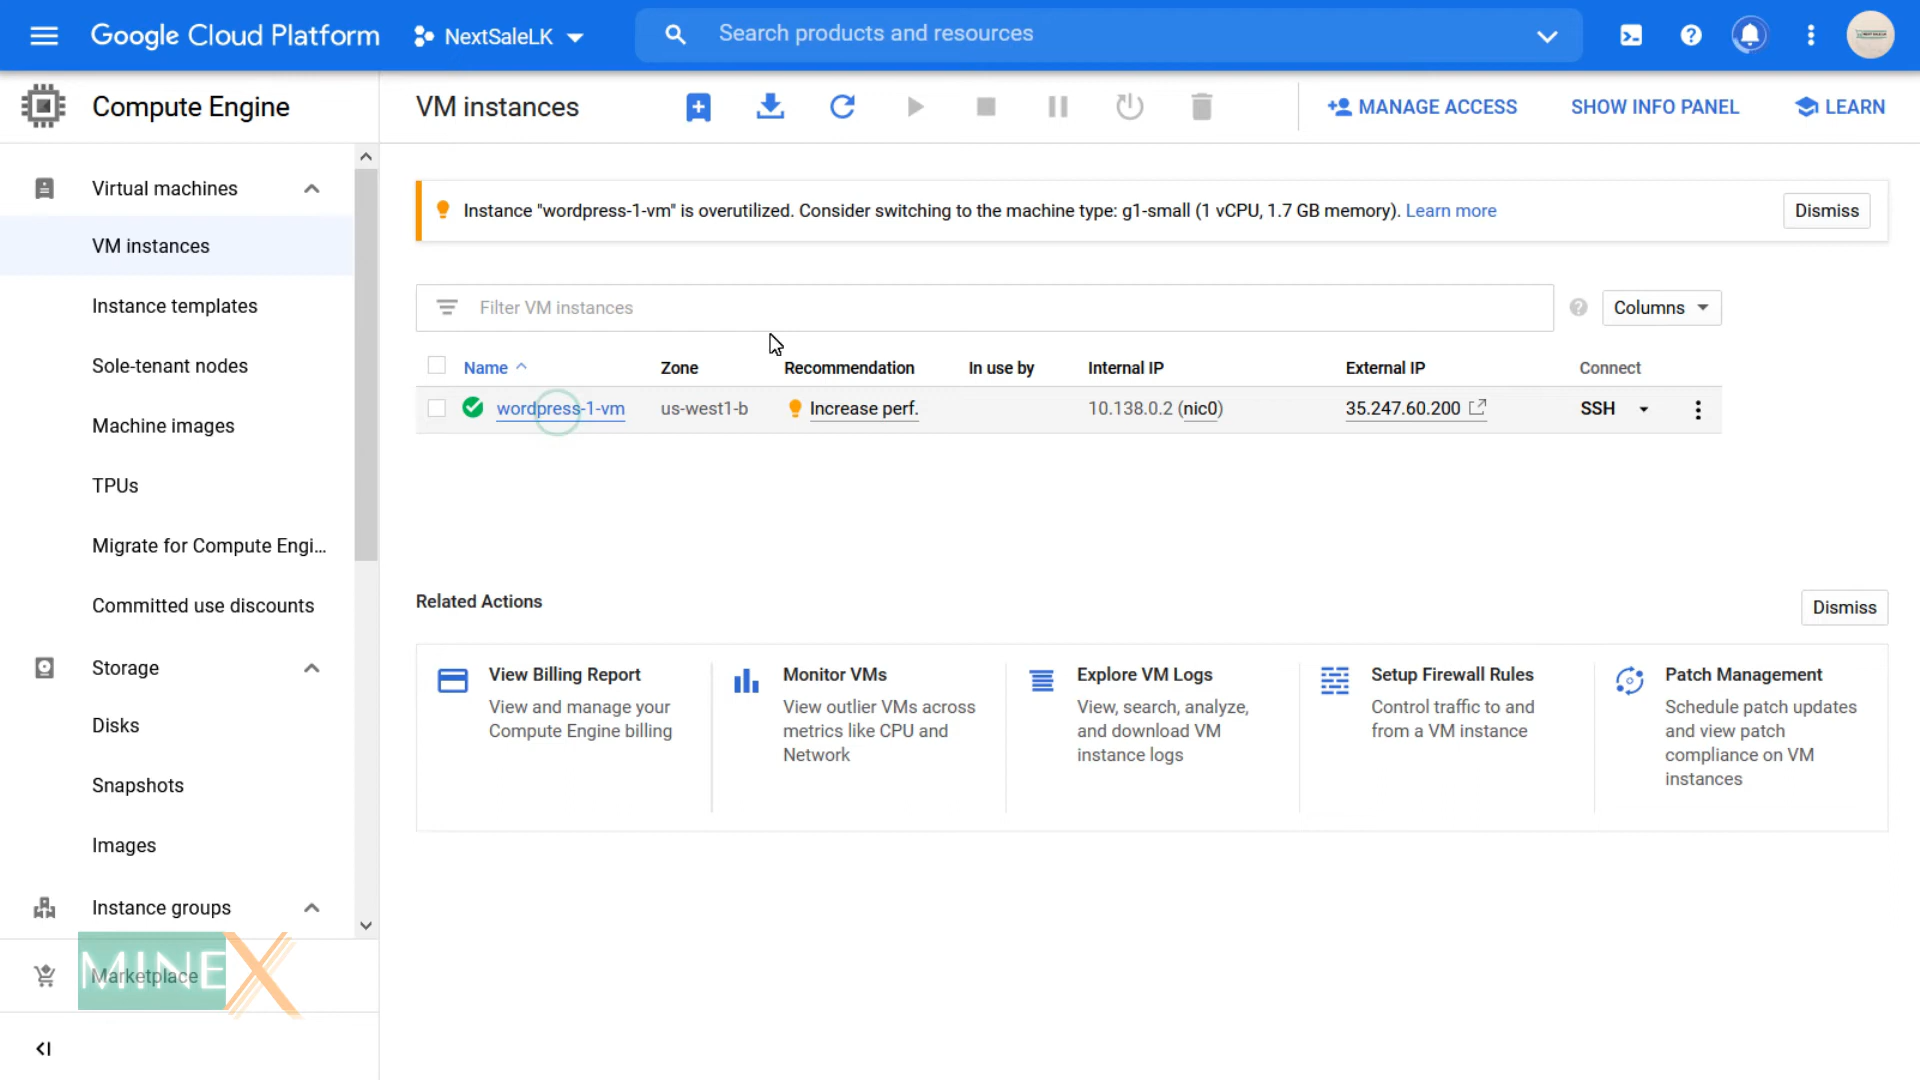 Google Cloud Platform
NextSaleLK
Search products and resources
Compute Engine
VM instances
MANAGE ACCESS
SHOW INFO PANEL
LEARN
Virtual machines
VM instances
Instance templates
Sole-tenant nodes
Machine images
TPUs
Migrate for Compute Engi...
Committed use discounts
Storage
Disks
Snapshots
Images
Instance groups
Marketplace
MINEX
Instance "wordpress-1-vm" is overutilized. Consider switching to the machine type: g1-small (1 vCPU, 1.7 GB memory). Learn more
Dismiss
Filter VM instances
Columns
Name Zone Recommendation In use by Internal IP External IP Connect
wordpress-1-vm us-west1-b Increase perf. 10.138.0.2 (nic0) 35.247.60.200 SSH
Related Actions
Dismiss
View Billing Report
View and manage your
Compute Engine billing
Monitor VMs
View outlier VMs across
metrics like CPU and
Network
Explore VM Logs
View, search, analyze,
and download VM
instance logs
Setup Firewall Rules
Control traffic to and
from a VM instance
Patch Management
Schedule patch updates
and view patch
compliance on VM
instances